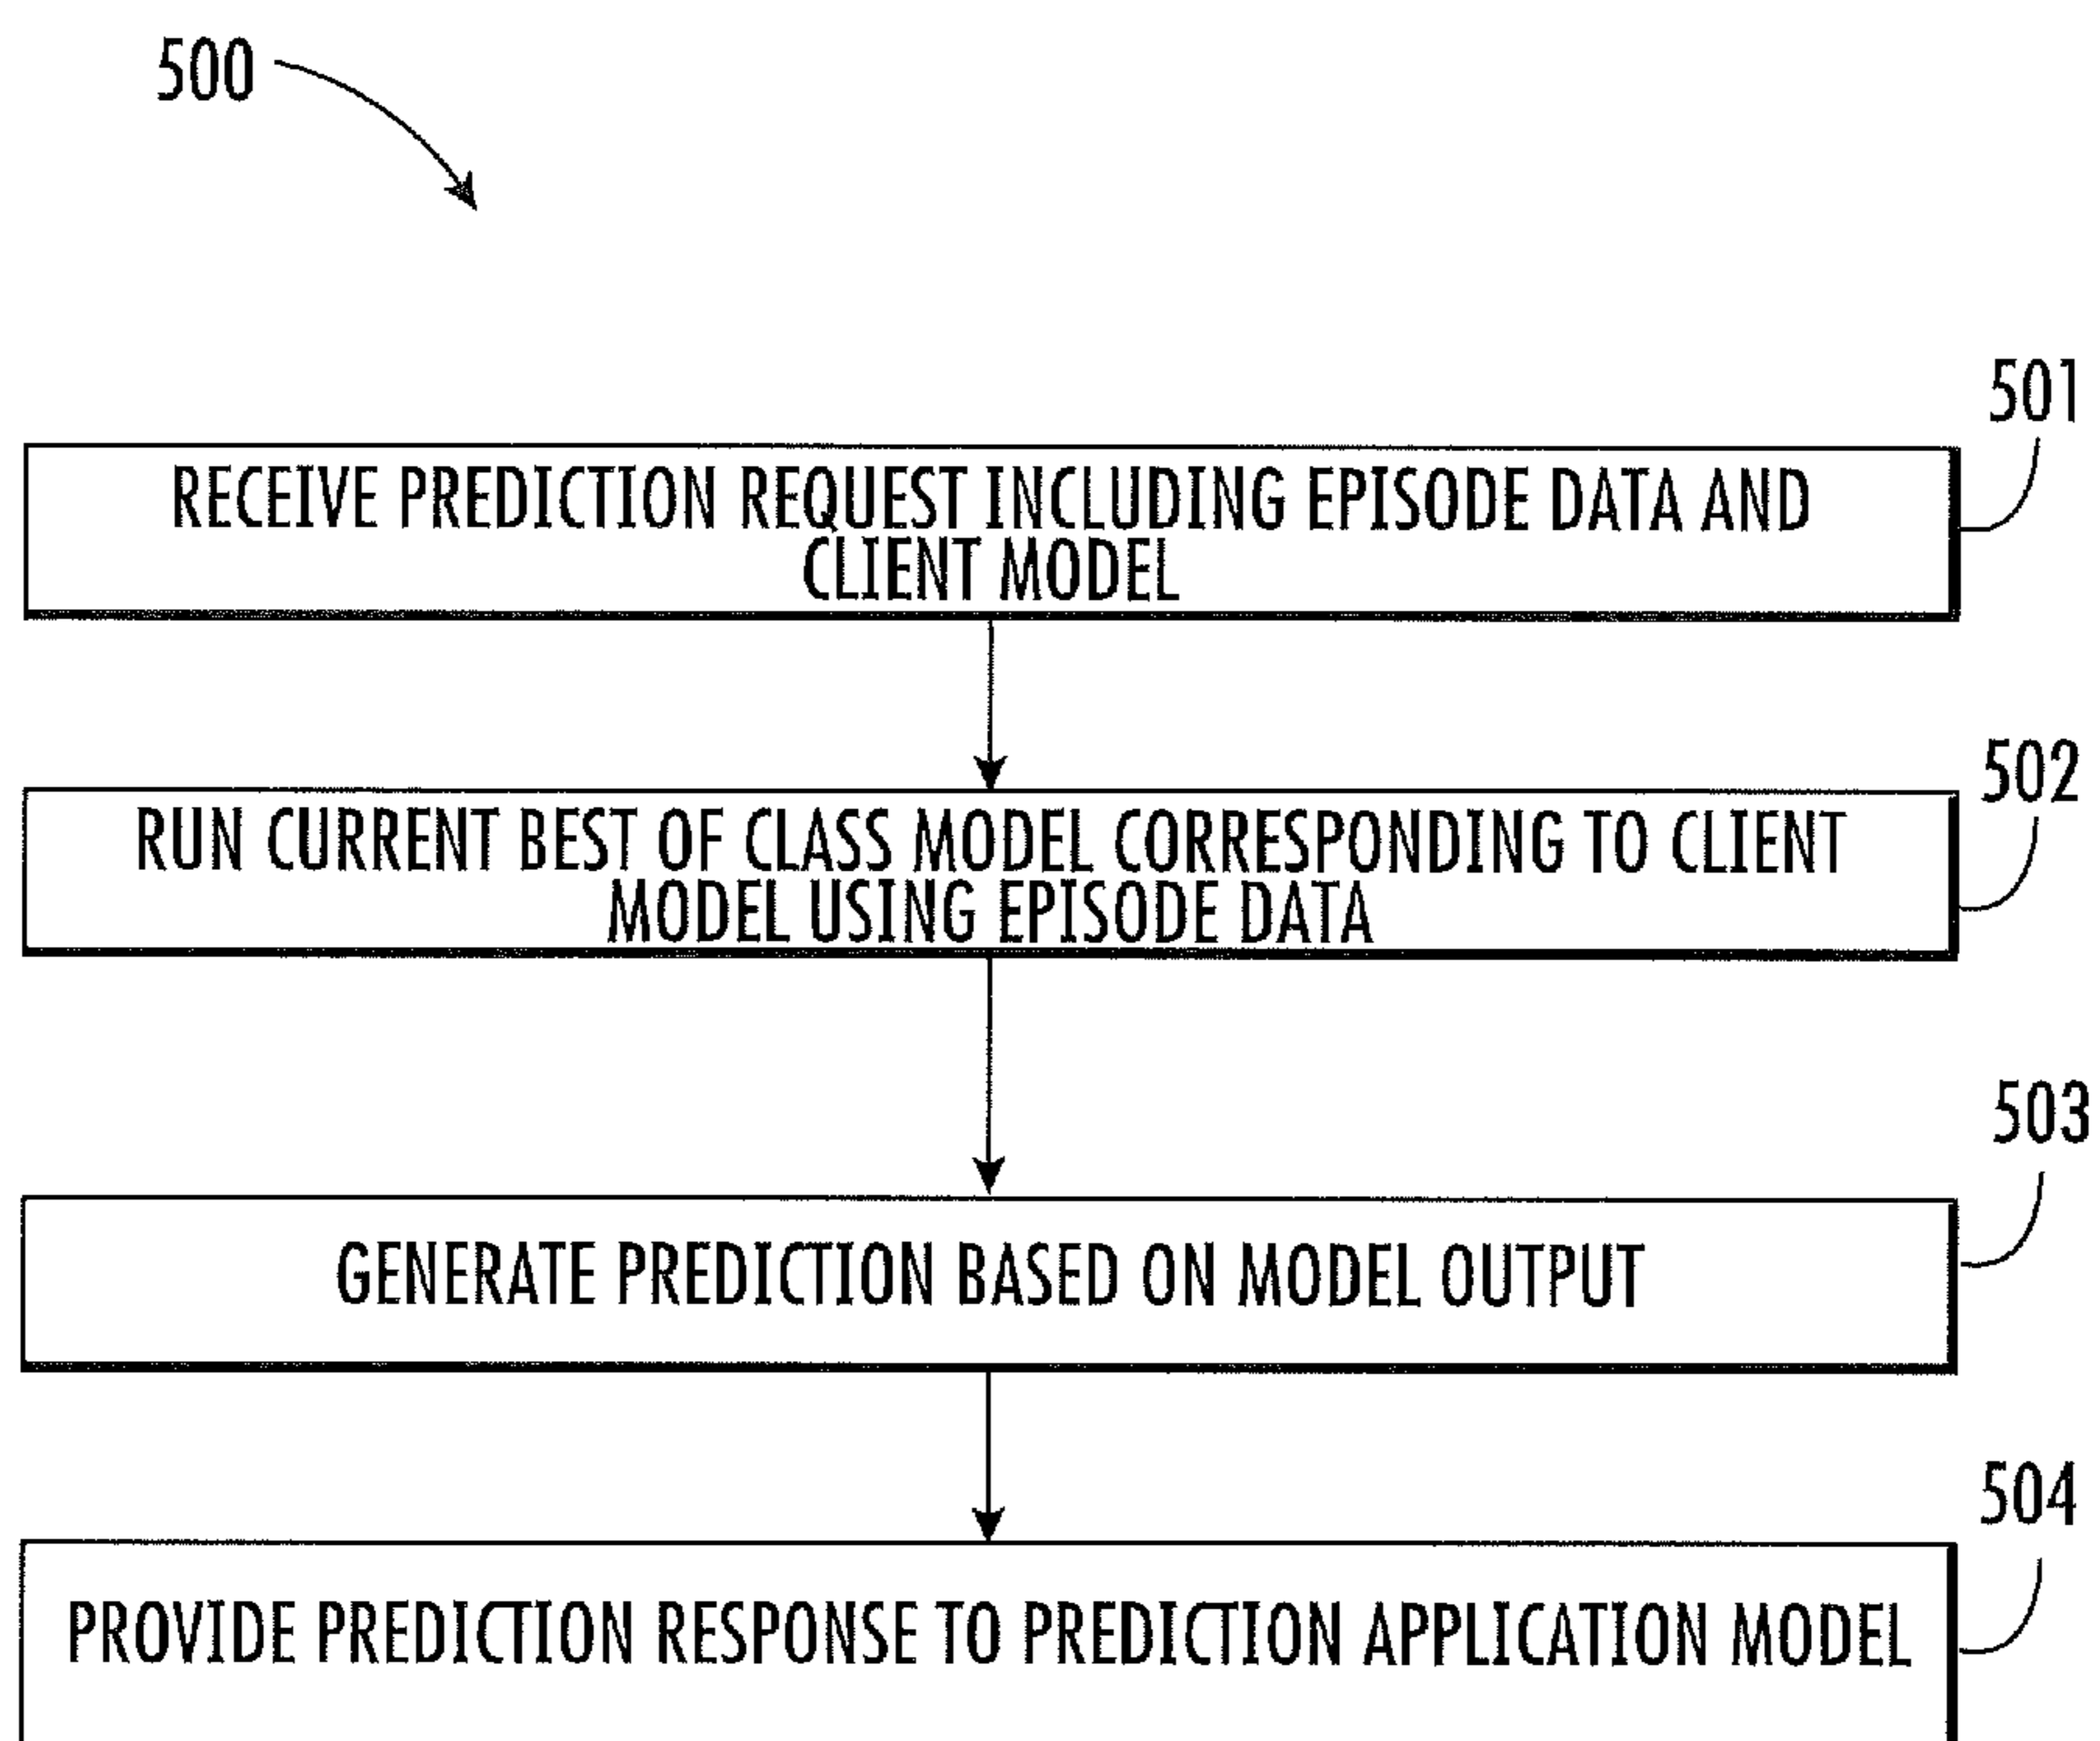 500
501
RECEIVE PREDICTION REQUEST INCLUDING EPISODE DATA AND
CLIENT MODEL
502
RUN CURRENT BEST OF CLASS MODEL CORRESPONDING TO CLIENT
MODEL USING EPISODE DATA
503
GENERATE PREDICTION BASED ON MODEL OUTPUT
504
PROVIDE PREDICTION RESPONSE TO PREDICTION APPLICATION MODEL